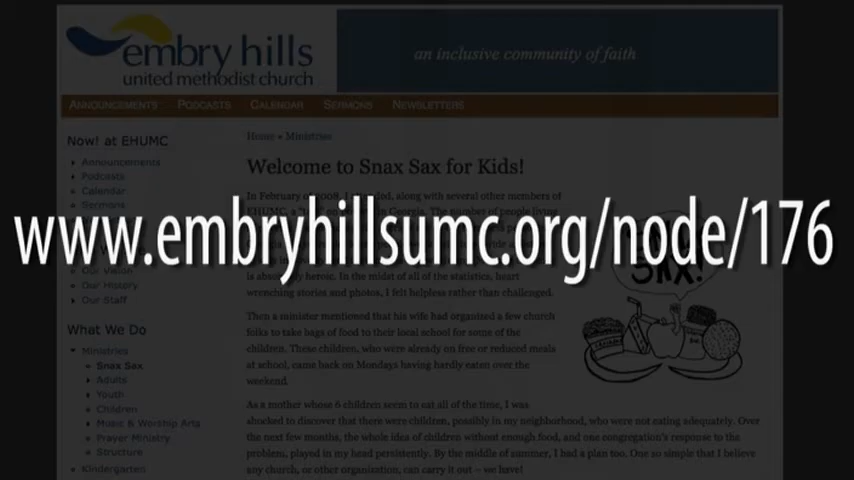 embry hills
united methodist church
an inclusive community of faith
Announcements Podcasts Calendar Sermons Newsletters
Now! at EHUMC
Announcements
Podcasts
Calendar
Sermons
Our Vision
Our History
Our Staff
What We Do
Ministries
Snax Sax
Adults
Youth
Children
Music & Worship Arts
Prayer Ministry
Structure
Kindergarten
Home » Ministries
Welcome to Snax Sax for Kids!
www.embryhillsumc.org/node/176
is absolutely heroic. In the midst of all of the statistics, heart
wrenching stories and photos, I felt helpless rather than challenged.
Then a minister mentioned that his wife had organized a few church
folks to take bags of food to their local school for some of the
children. These children, who were already on free or reduced meals
at school, came back on Mondays having hardly eaten over the
weekend.
As a mother whose 6 children seem to eat all of the time, I was
shocked to discover that there were children, possibly in my neighborhood, who were not eating adequately. Over
the next few months, the whole idea of children without enough food, and one congregation's response to the
problem, played in my head persistently. By the middle of summer, I had a plan too. One so simple that I believe
any church, or other organization, can carry it out – we have!